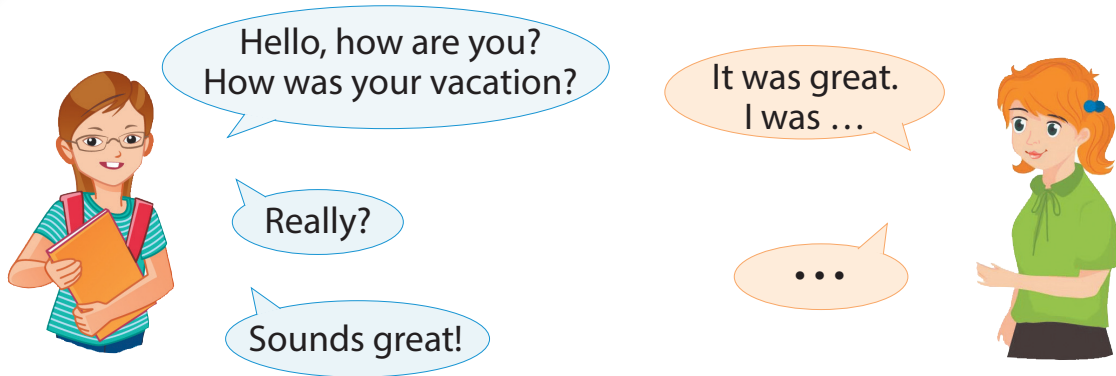 Hello, how are you?
How was your vacation?
It was great.
I was …
Really?
...
Sounds great!